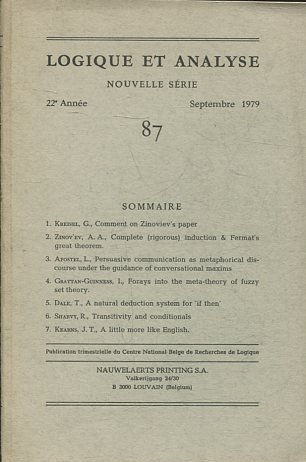 LOGIQUE ET ANALYSE
NOUVELLE SÉRIE
22e Année Septembre 1979
87
SOMMAIRE
1. KREISEL, G., Comment on Zinoviev's paper
2. ZINOV'EV, A. A., Complete (rigorous) induction & Fermat's
great theorem.
3. APOSTEL, L., Persuasive communication as metaphorical dis-
course under the guidance of conversational maxims
4. GRATTAN-GUINNESS, I., Forays into the meta-theory of fuzzy
set theory.
5. DALE, T., A natural deduction system for 'if then'
6. SHARVY, R., Transitivity and conditionals
7. KEARNS, J. T., A little more like English.
Publication trimestrielle du Centre National Belge de Recherches de Logique
NAUWELAERTS PRINTING S.A.
Valkerijgang 24/30
B 3000 LOUVAIN (Belgium)